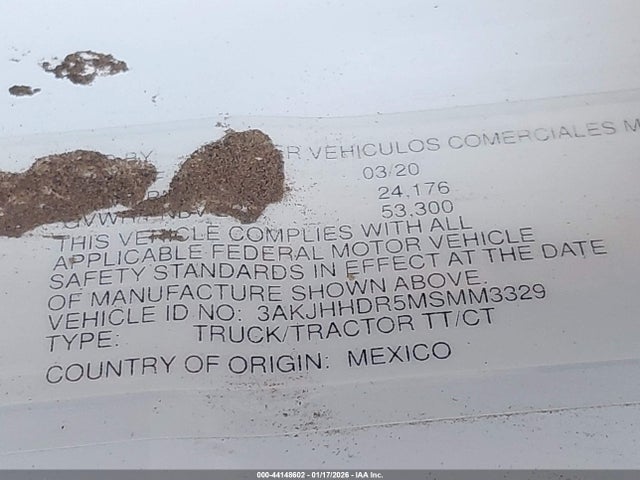 R VEHICULOS COMERCIALES M
03/20
24,176
53,300
THIS VEHICLE COMPLIES WITH ALL
APPLICABLE FEDERAL MOTOR VEHICLE
SAFETY STANDARDS IN EFFECT AT THE DATE
OF MANUFACTURE SHOWN ABOVE.
VEHICLE ID NO: 3AKJHHDR5MSMM3329
TYPE: TRUCK/TRACTOR TT/CT
COUNTRY OF ORIGIN: MEXICO
000-44148602 - 01/17/2026 - IAA Inc.